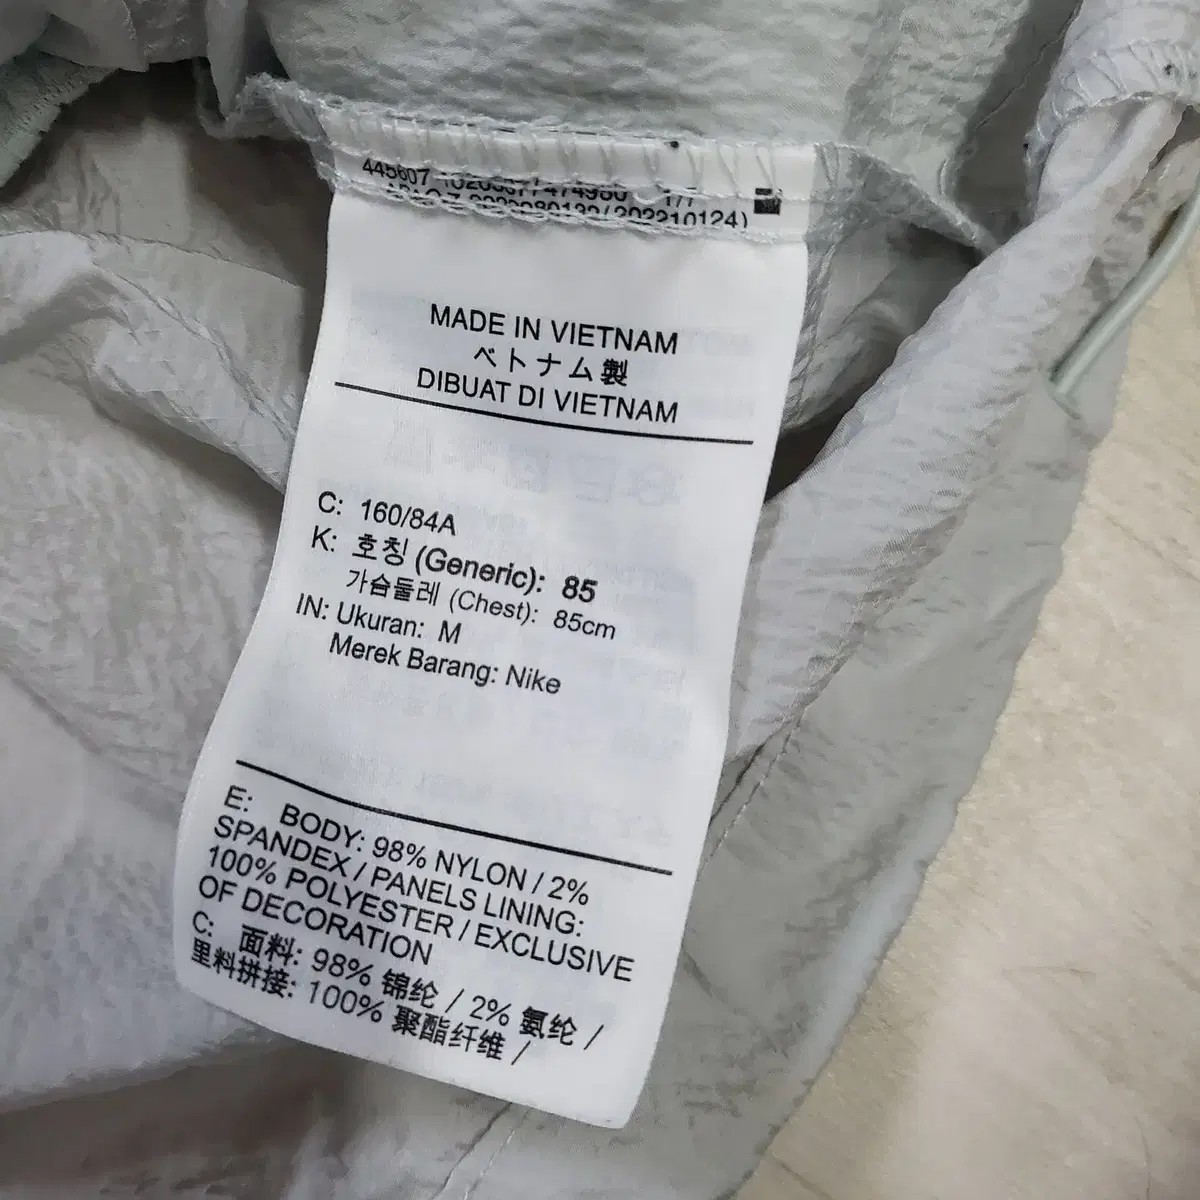 445607
(202210124)
MADE IN VIETNAM
ベトナム製
DIBUAT DI VIETNAM
C: 160/84A
K: 호칭 (Generic): 85
가슴둘레 (Chest): 85cm
IN: Ukuran: M
Merek Barang: Nike
E: BODY: 98% NYLON / 2%
SPANDEX / PANELS LINING:
100% POLYESTER / EXCLUSIVE
OF DECORATION
C: 面料: 98% 锦纶 / 2% 氨纶 /
里料拼接: 100% 聚酯纤维 /